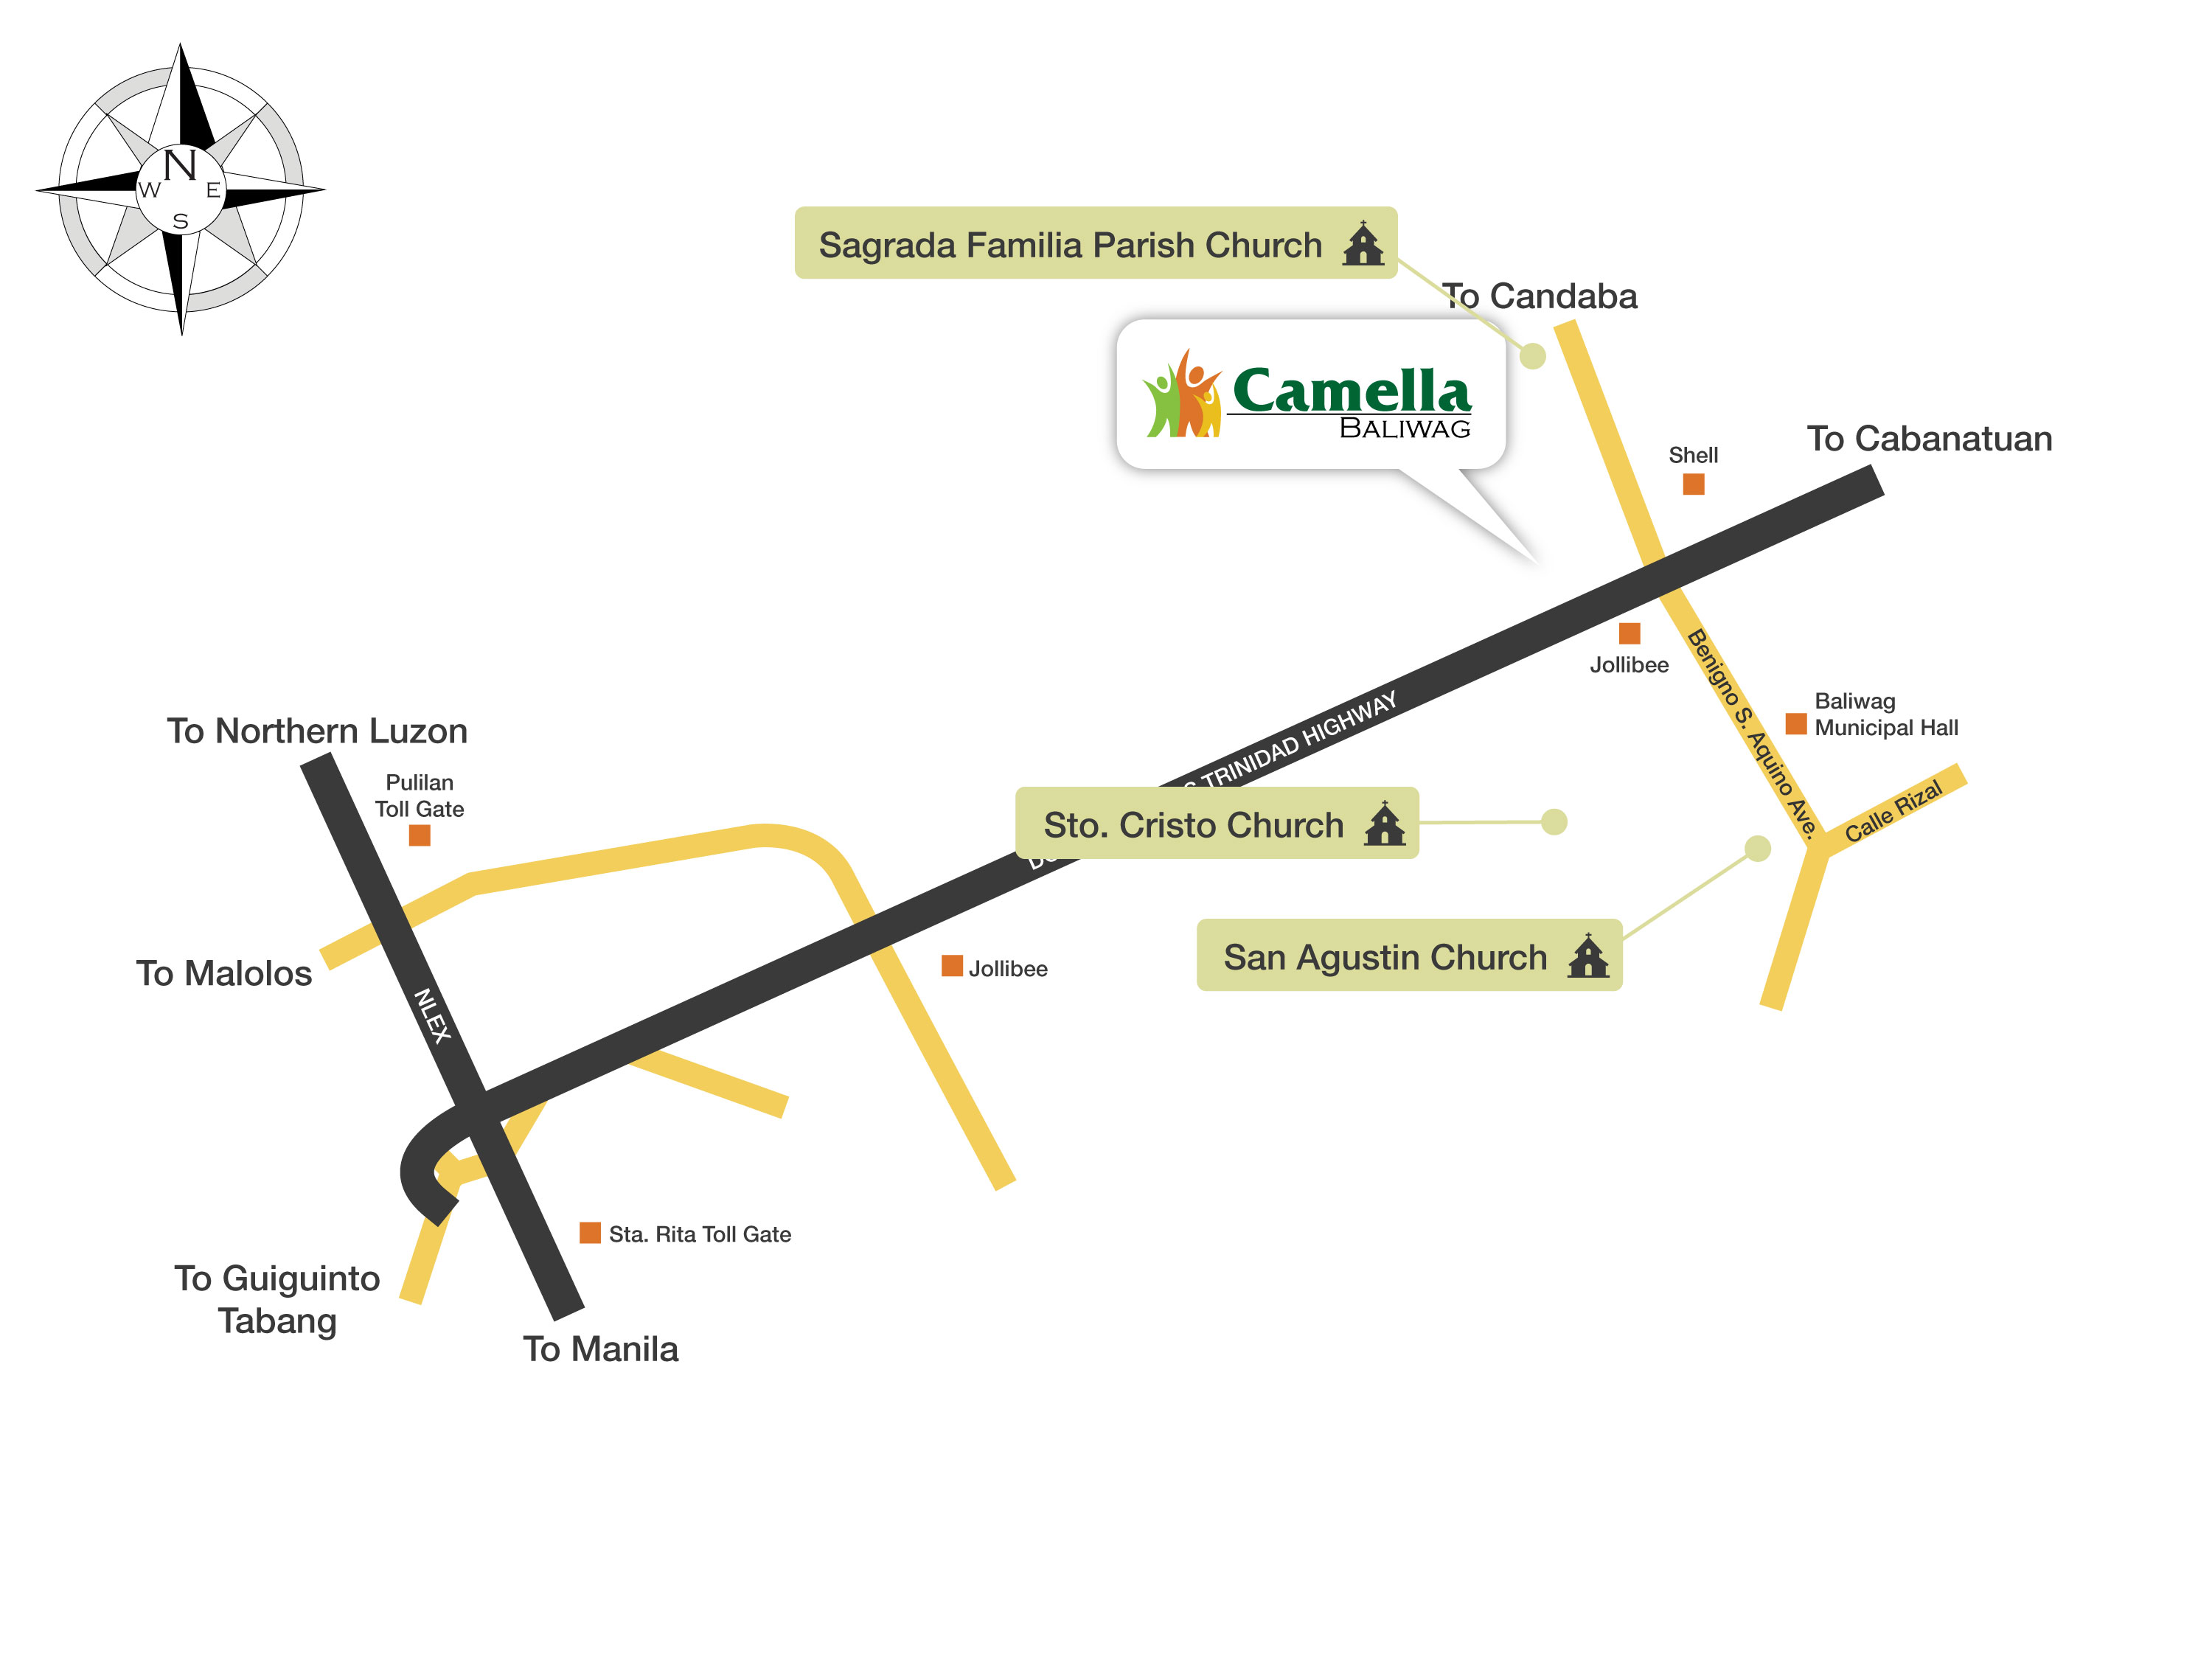 N
W E
S
Sagrada Familia Parish Church
To Candaba
Camella
BALIWAG
To Cabanatuan
Shell
Jollibee
Benigno S. Aquino Ave.
Baliwag
Municipal Hall
Calle Rizal
TRINIDAD HIGHWAY
Sto. Cristo Church
San Agustin Church
To Northern Luzon
Pulilan
Toll Gate
To Malolos
NLEX
Jollibee
Sta. Rita Toll Gate
To Guiguinto
Tabang
To Manila